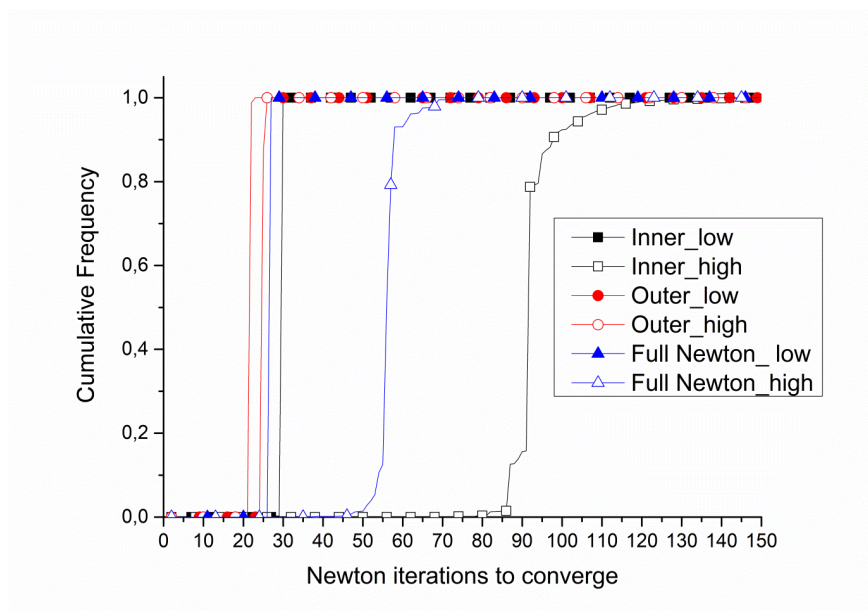 Cumulative Frequency
1,0
0,8
0,6
0,4
0,2
0,0
0 10 20 30 40 50 60 70 80 90 100 110 120 130 140 150
Newton iterations to converge
Inner_low
Inner_high
Outer_low
Outer_high
Full Newton_ low
Full Newton_high